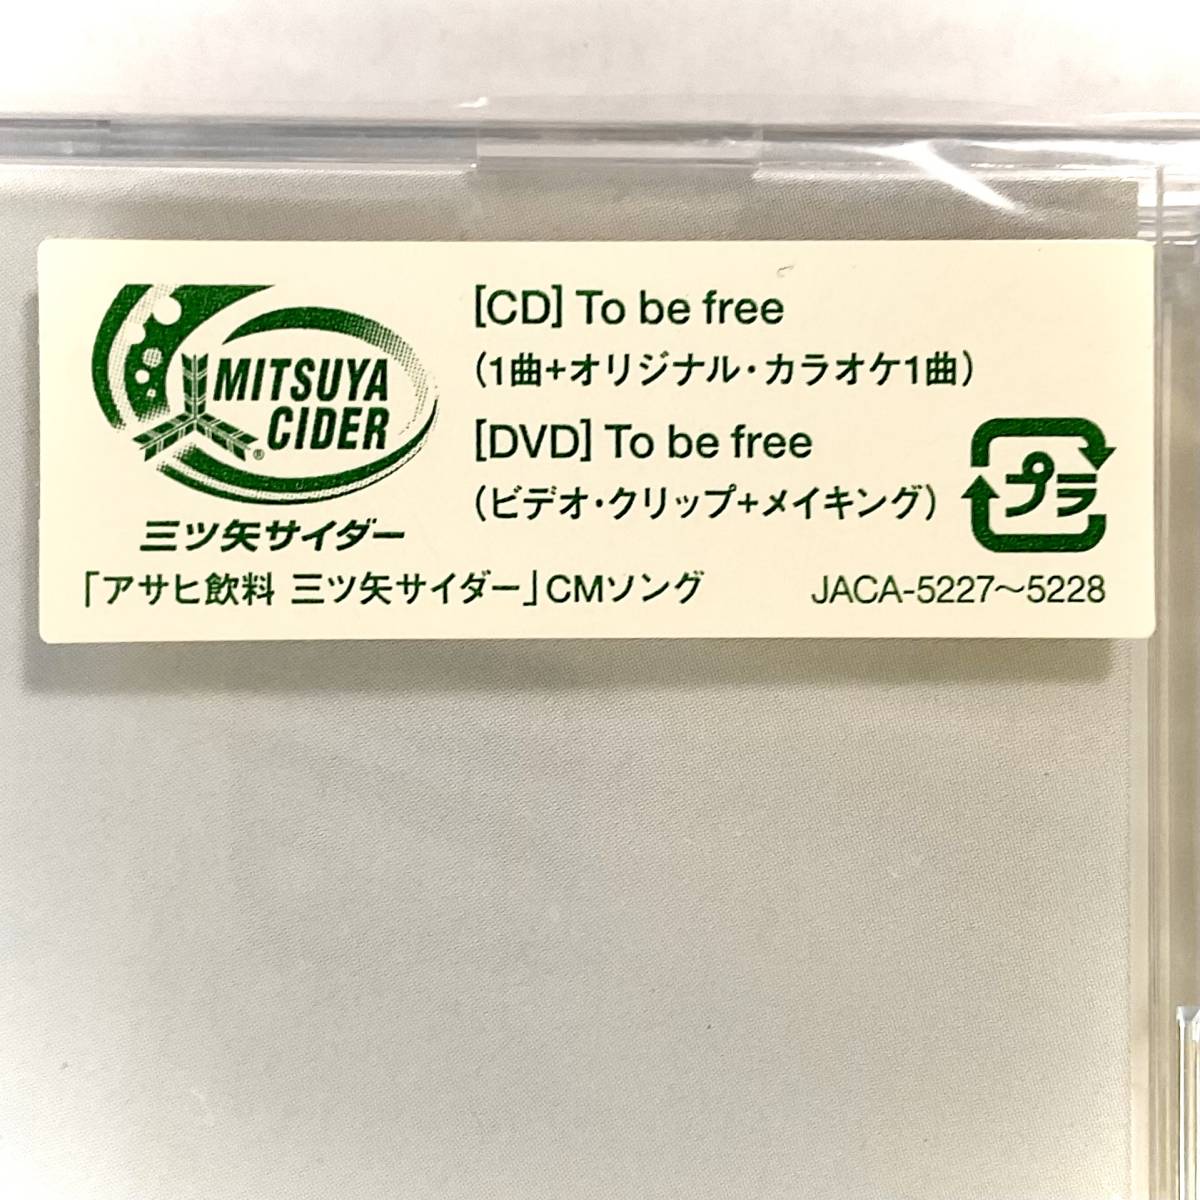 MITSUYA
CIDER®
三ツ矢サイダー
[CD] To be free
(1曲+オリジナル・カラオケ1曲)
[DVD] To be free
(ビデオ・クリップ+メイキング)
プラ
「アサヒ飲料 三ツ矢サイダー」CMソング
JACA-5227〜5228